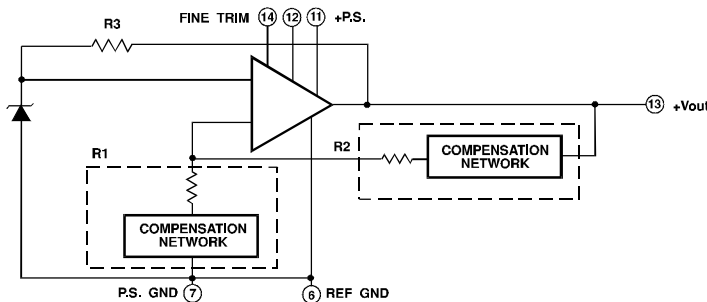 FINE TRIM 14 12 11 +P.S.
R3
13 +Vout
R1
R2
COMPENSATION
NETWORK
COMPENSATION
NETWORK
P.S. GND 7
6 REF GND